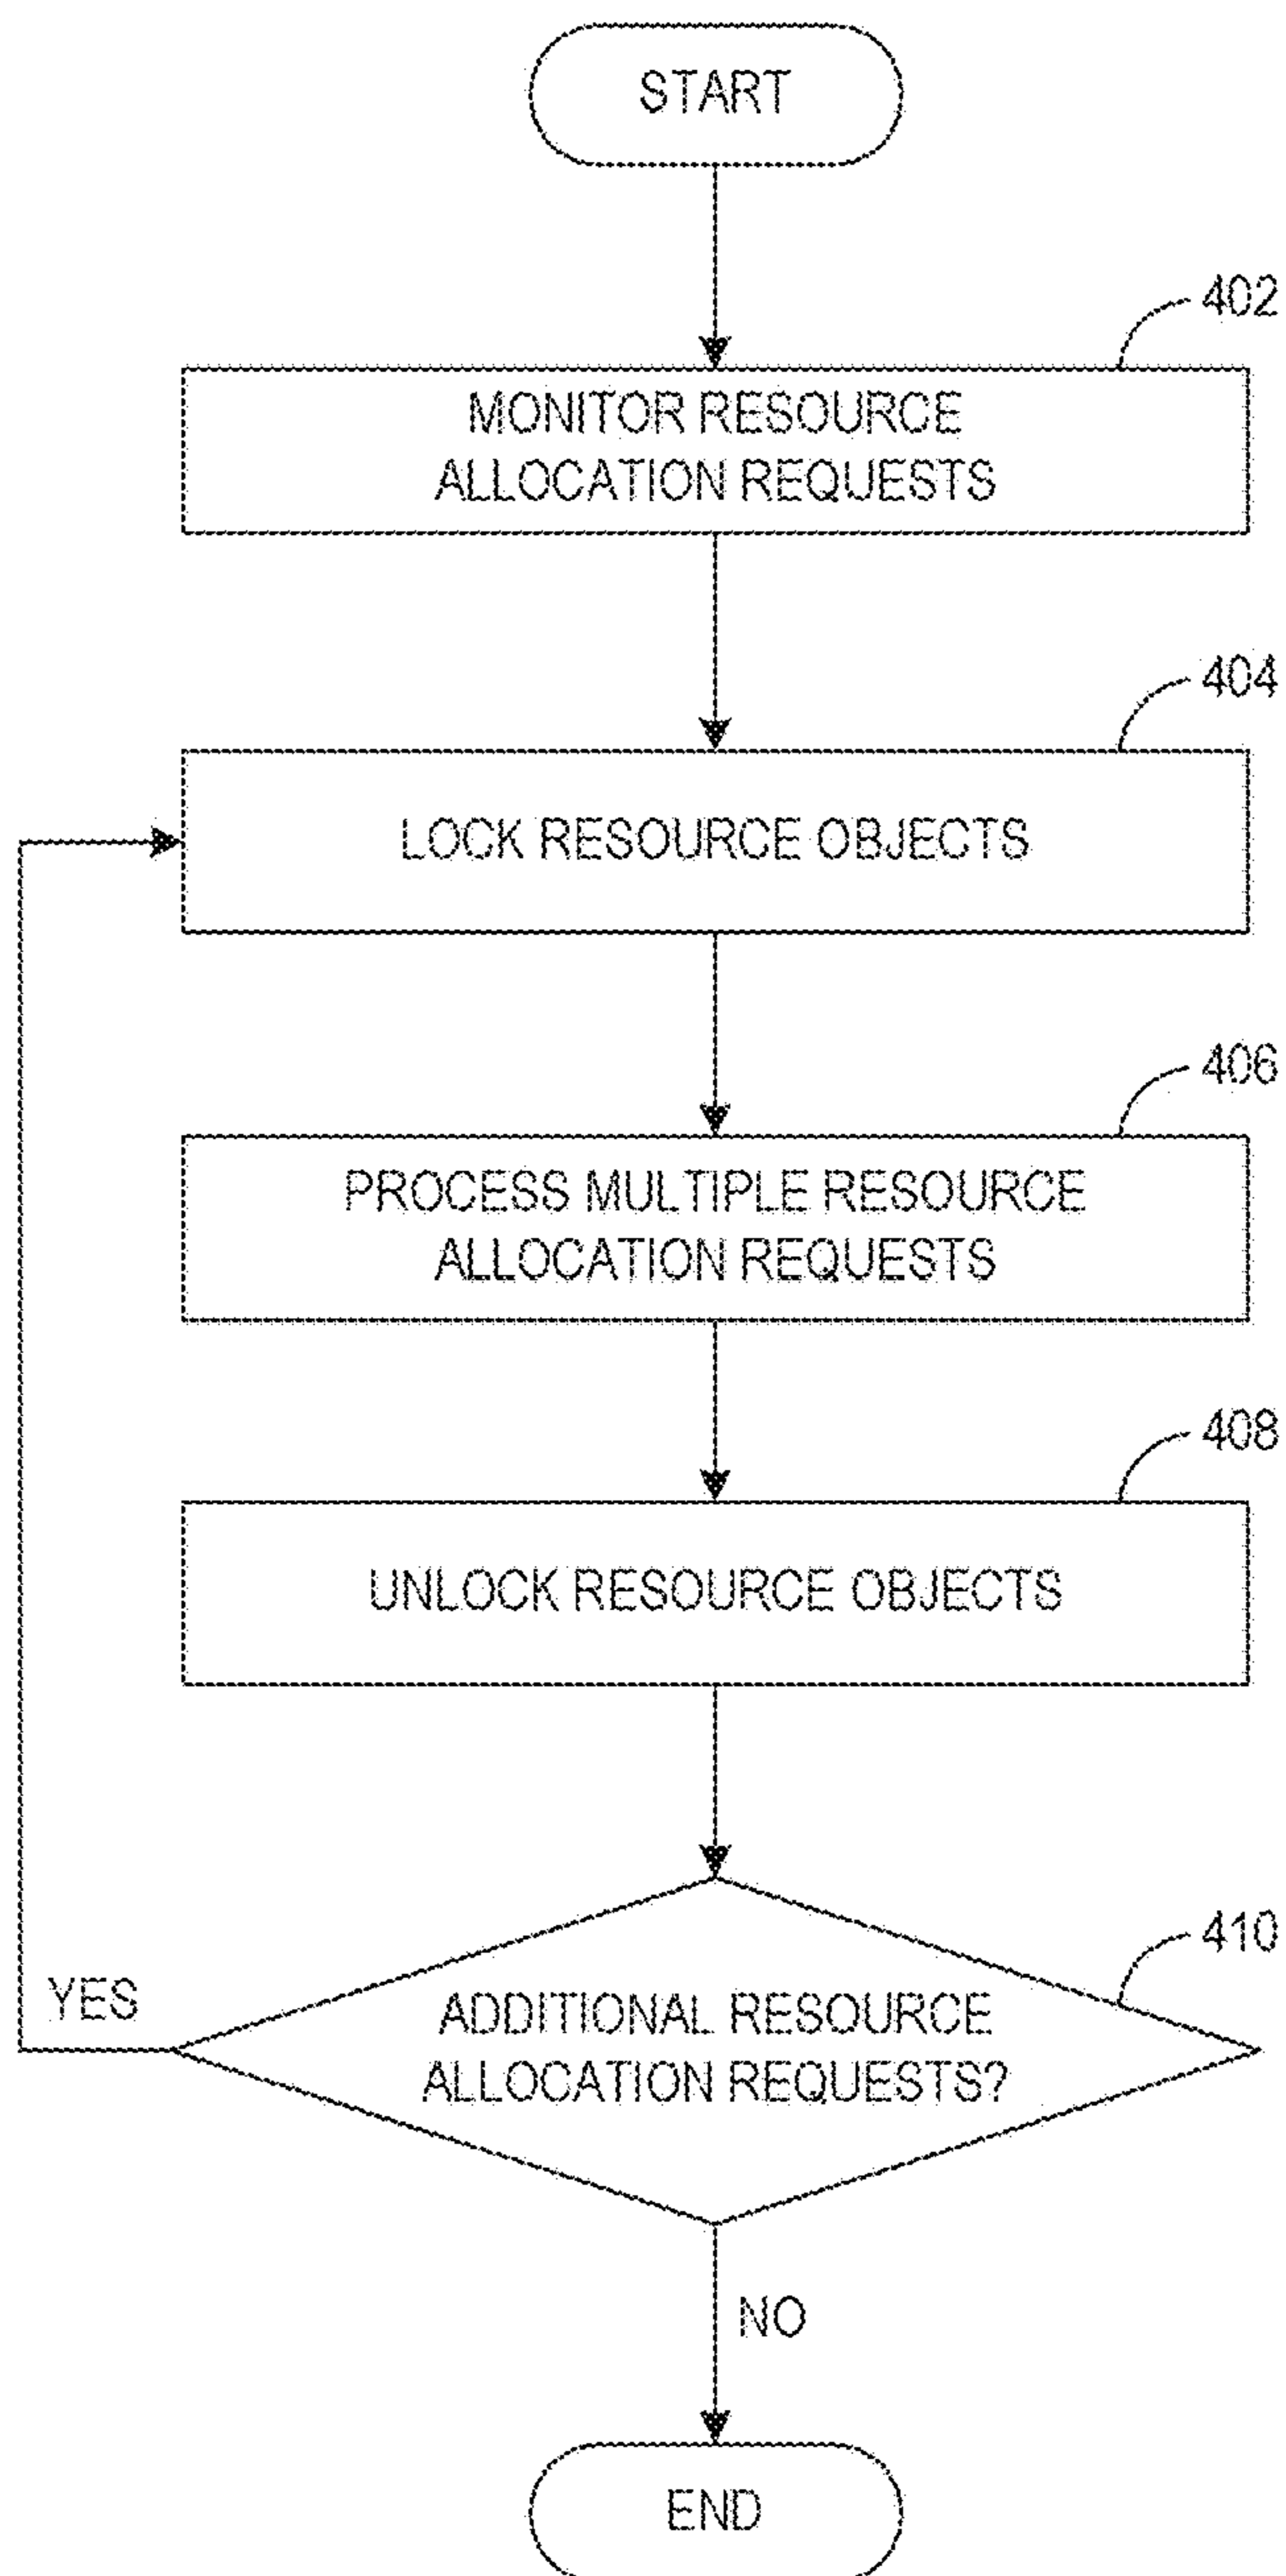 START
402
MONITOR RESOURCE
ALLOCATION REQUESTS
404
LOCK RESOURCE OBJECTS
406
PROCESS MULTIPLE RESOURCE
ALLOCATION REQUESTS
408
UNLOCK RESOURCE OBJECTS
410
ADDITIONAL RESOURCE
ALLOCATION REQUESTS?
YES
NO
END